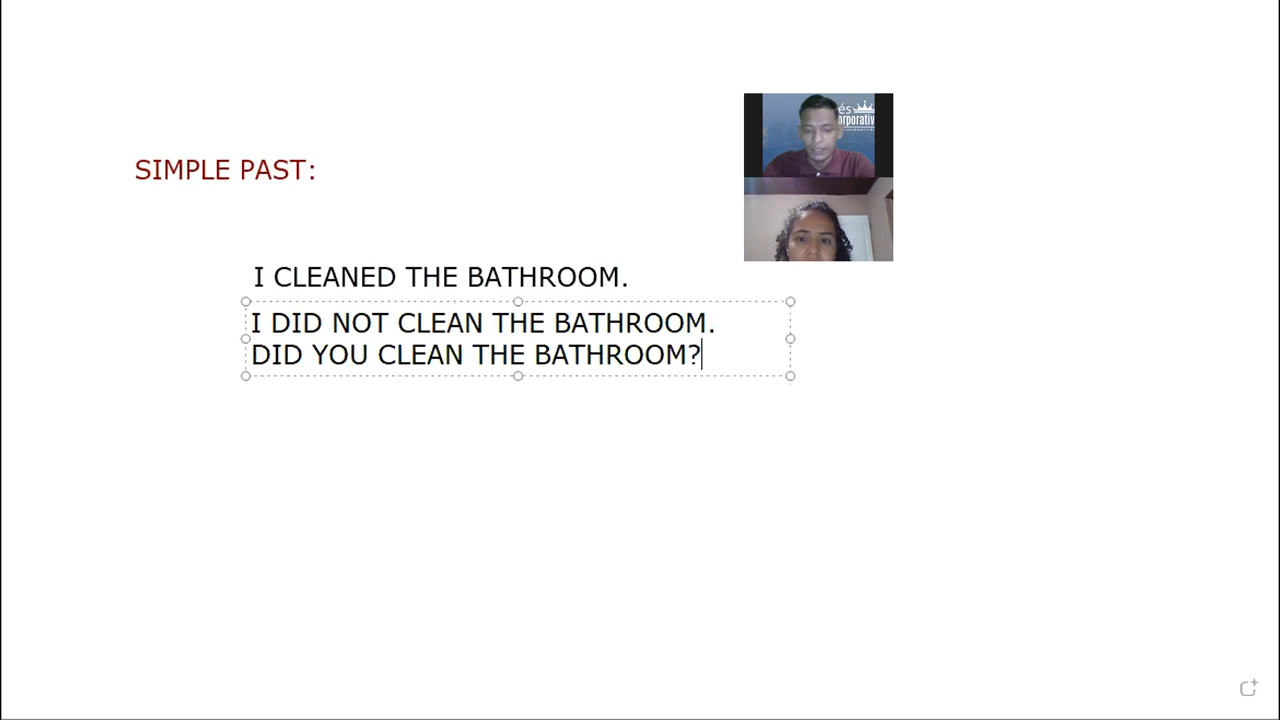 SIMPLE PAST:
I CLEANED THE BATHROOM.
I DID NOT CLEAN THE BATHROOM.
DID YOU CLEAN THE BATHROOM?